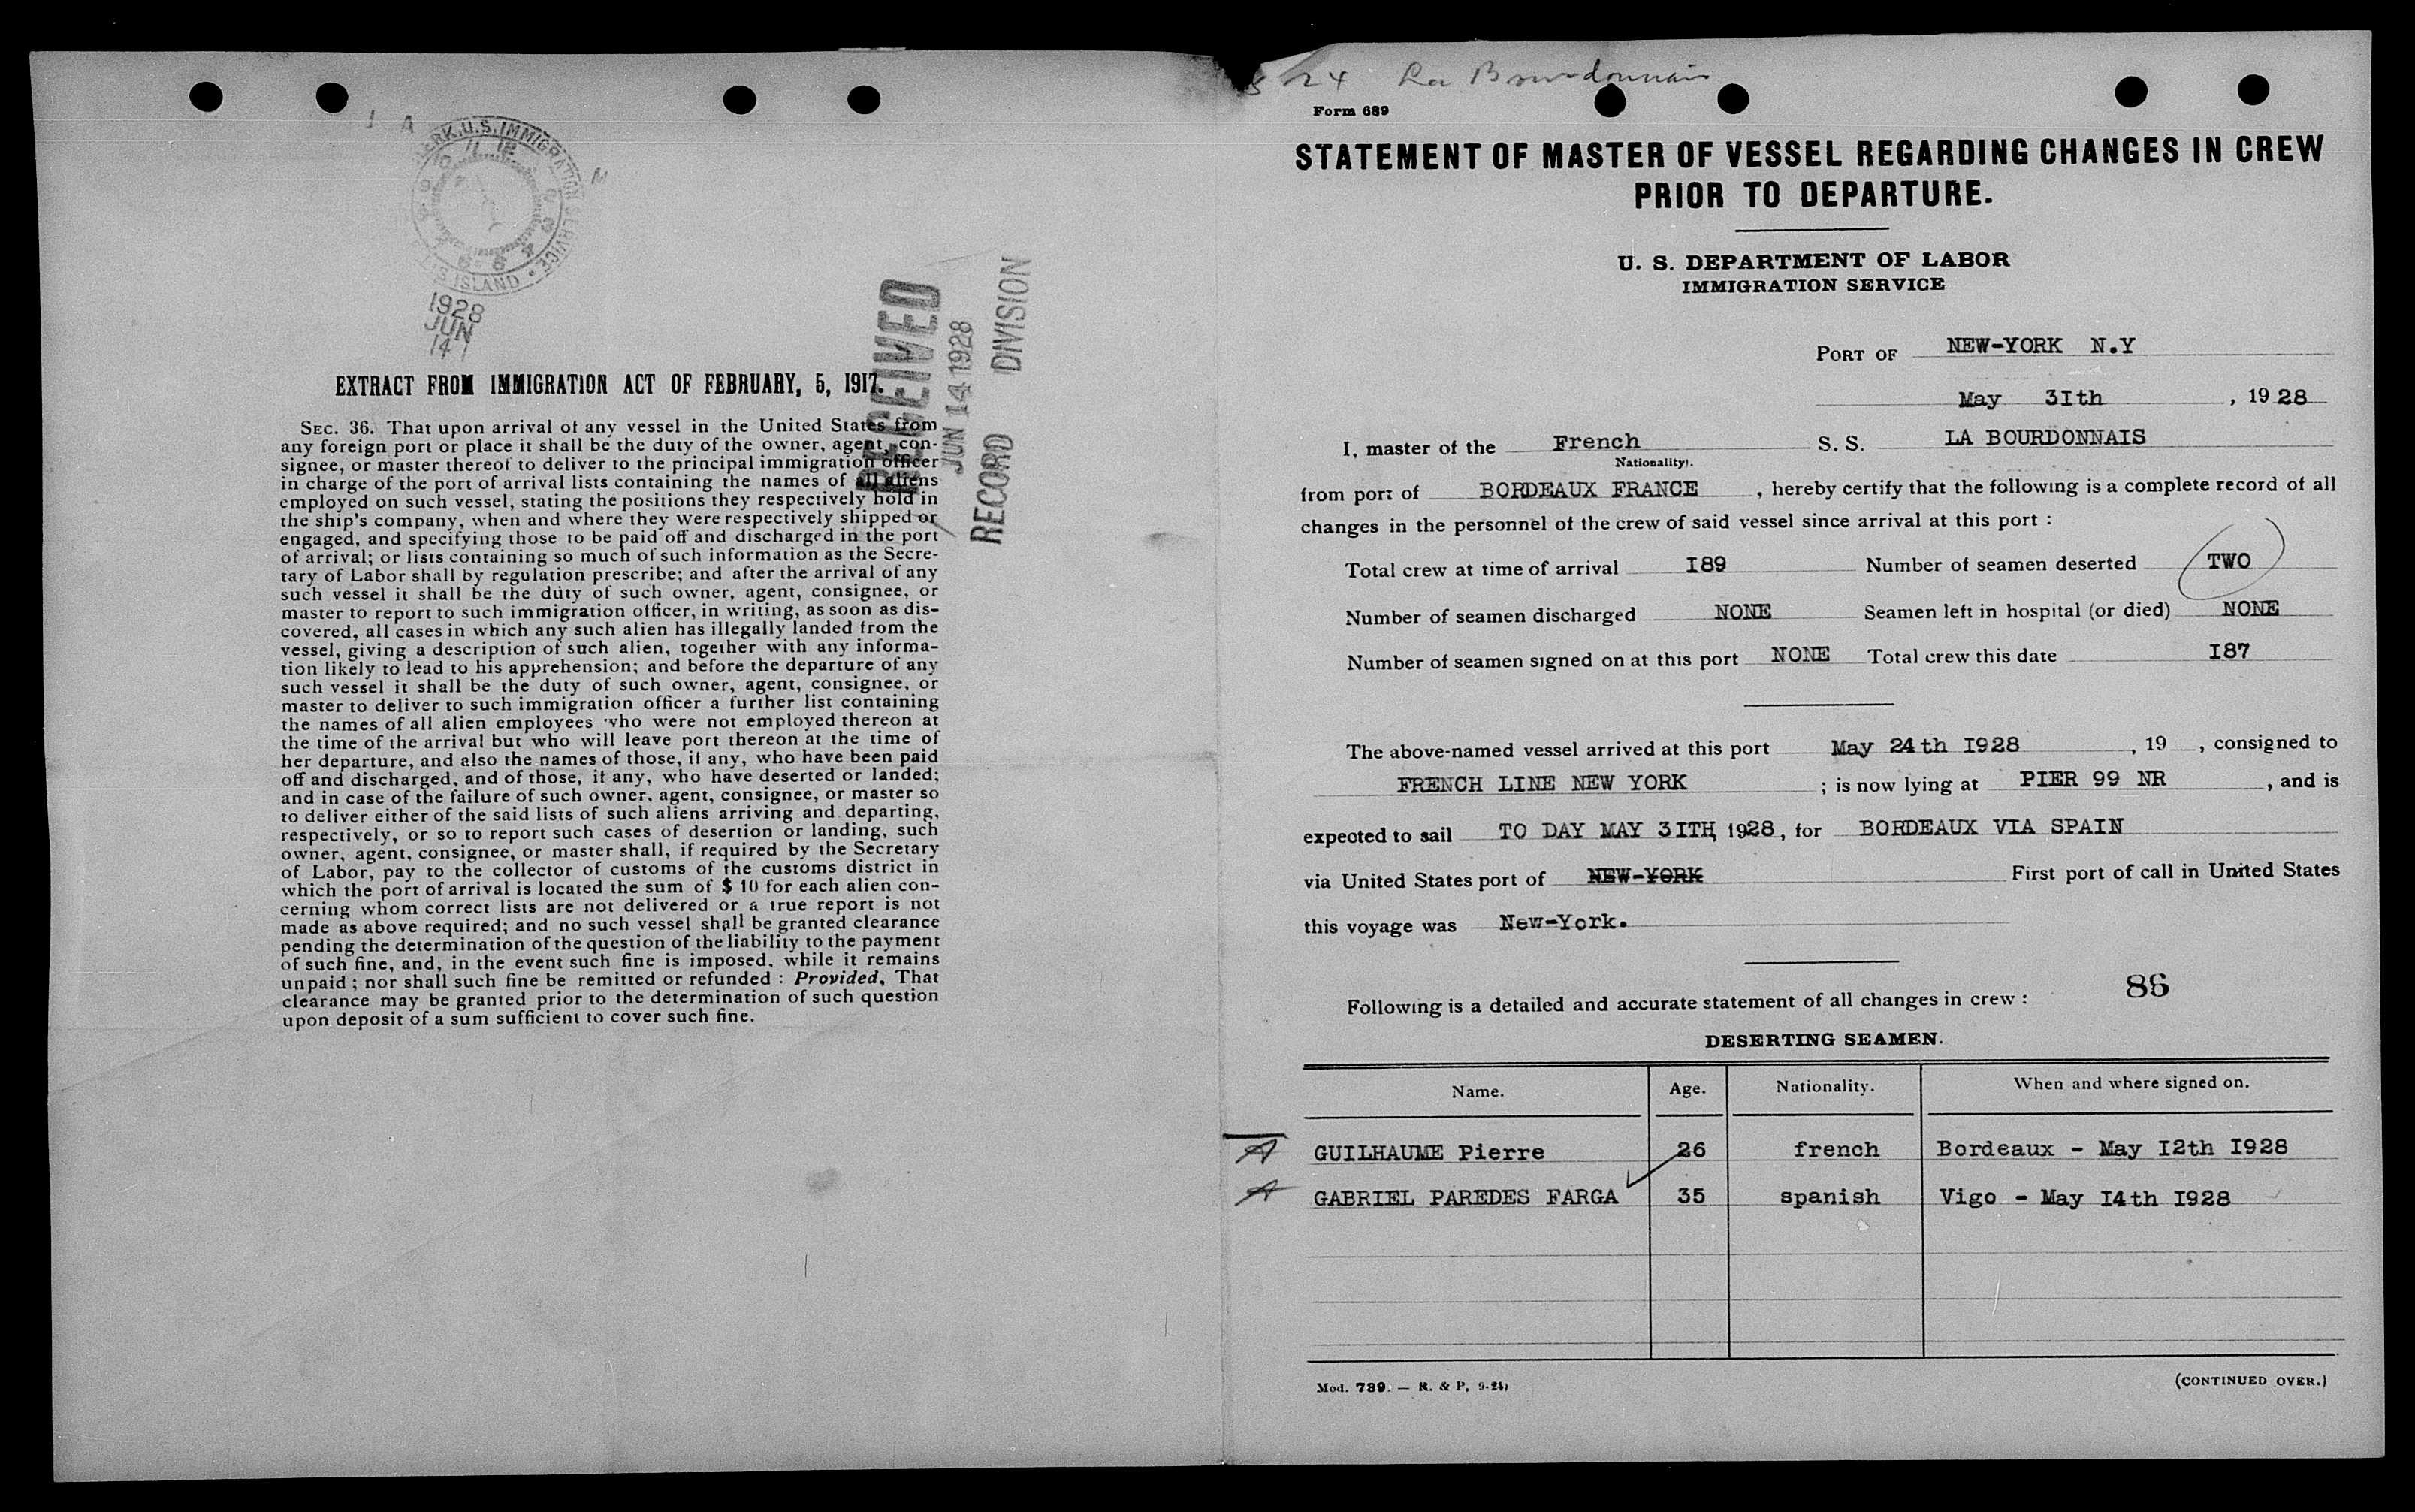 CLERK, U.S. IMMIGRATION SERVICE • ELLIS ISLAND
1928
JUN
14
RECEIVED
JUN 14 1928
RECORD DIVISION
EXTRACT FROM IMMIGRATION ACT OF FEBRUARY, 5, 1917.
SEC. 36. That upon arrival of any vessel in the United States from
any foreign port or place it shall be the duty of the owner, agent, con-
signee, or master thereof to deliver to the principal immigration officer
in charge of the port of arrival lists containing the names of all aliens
employed on such vessel, stating the positions they respectively hold in
the ship's company, when and where they were respectively shipped or
engaged, and specifying those to be paid off and discharged in the port
of arrival; or lists containing so much of such information as the Secre-
tary of Labor shall by regulation prescribe; and after the arrival of any
such vessel it shall be the duty of such owner, agent, consignee, or
master to report to such immigration officer, in writing, as soon as dis-
covered, all cases in which any such alien has illegally landed from the
vessel, giving a description of such alien, together with any informa-
tion likely to lead to his apprehension; and before the departure of any
such vessel it shall be the duty of such owner, agent, consignee, or
master to deliver to such immigration officer a further list containing
the names of all alien employees who were not employed thereon at
the time of the arrival but who will leave port thereon at the time of
her departure, and also the names of those, if any, who have been paid
off and discharged, and of those, if any, who have deserted or landed;
and in case of the failure of such owner, agent, consignee, or master so
to deliver either of the said lists of such aliens arriving and departing,
respectively, or so to report such cases of desertion or landing, such
owner, agent, consignee, or master shall, if required by the Secretary
of Labor, pay to the collector of customs of the customs district in
which the port of arrival is located the sum of $ 10 for each alien con-
cerning whom correct lists are not delivered or a true report is not
made as above required; and no such vessel shall be granted clearance
pending the determination of the question of the liability to the payment
of such fine, and, in the event such fine is imposed, while it remains
unpaid ; nor shall such fine be remitted or refunded : Provided, That
clearance may be granted prior to the determination of such question
upon deposit of a sum sufficient to cover such fine.
24 La Bourdonnais
Form 689
STATEMENT OF MASTER OF VESSEL REGARDING CHANGES IN CREW
PRIOR TO DEPARTURE.
U. S. DEPARTMENT OF LABOR
IMMIGRATION SERVICE
PORT OF NEW-YORK N.Y
May 3Ith , 1928
I, master of the French S. S. LA BOURDONNAIS
Nationality).
from port of BORDEAUX FRANCE , hereby certify that the following is a complete record of all
changes in the personnel of the crew of said vessel since arrival at this port :
Total crew at time of arrival I89 Number of seamen deserted TWO
Number of seamen discharged NONE Seamen left in hospital (or died) NONE
Number of seamen signed on at this port NONE Total crew this date I87
The above-named vessel arrived at this port May 24th I928 , 19 , consigned to
FRENCH LINE NEW YORK ; is now lying at PIER 99 NR , and is
expected to sail TO DAY MAY 3ITH, 1928, for BORDEAUX VIA SPAIN
via United States port of NEW-YORK First port of call in United States
this voyage was New-York.
86
Following is a detailed and accurate statement of all changes in crew :
DESERTING SEAMEN.
Name. Age. Nationality. When and where signed on.
A GUILHAUME Pierre 26 french Bordeaux - May I2th I928
A GABRIEL PAREDES FARGA 35 spanish Vigo - May I4th I928
Mod. 789. — R. & P. 9-25) (CONTINUED OVER.)